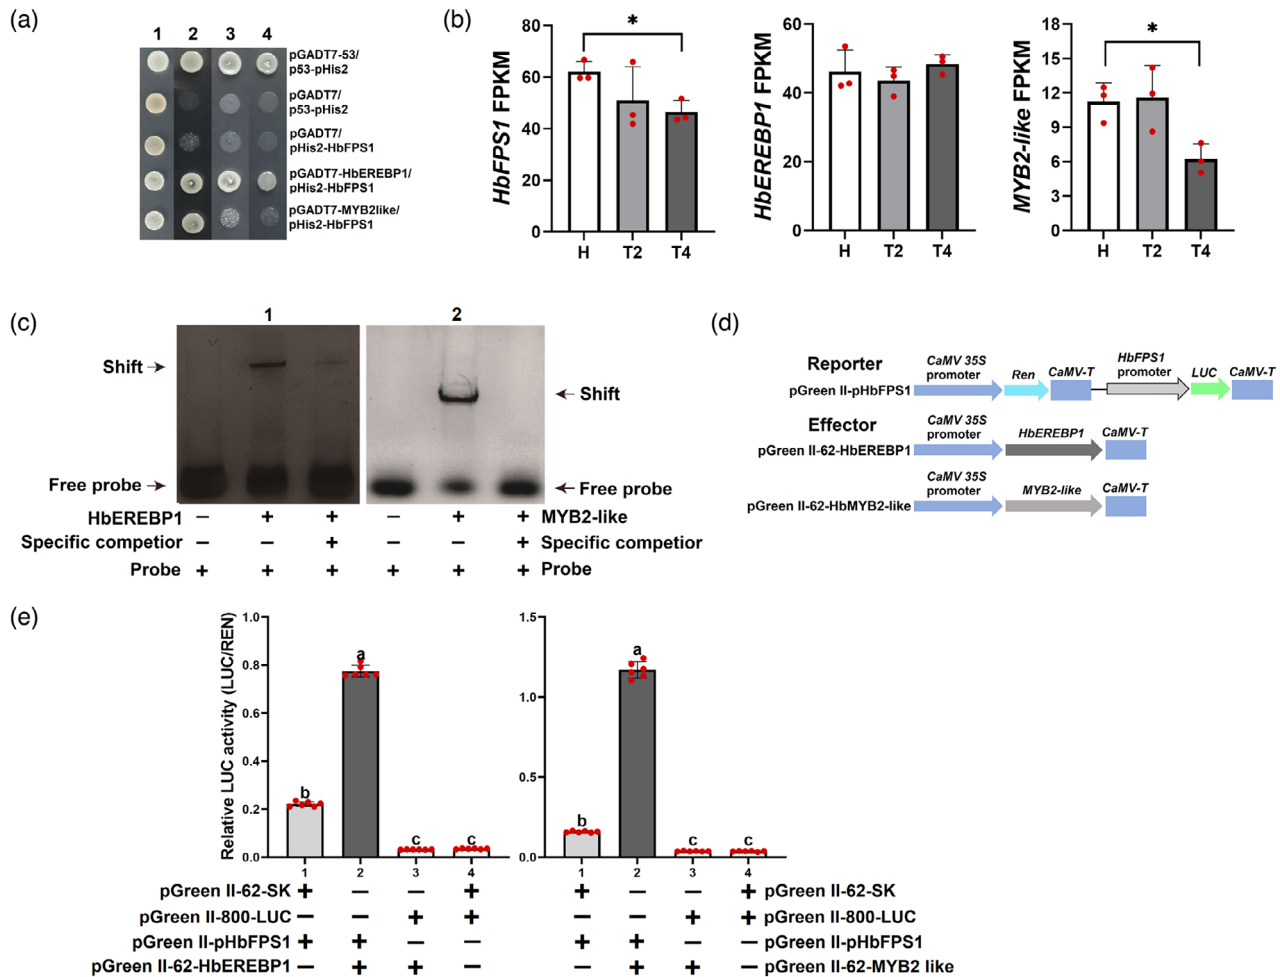 (a)
1 2 3 4
pGADT7-53/
p53-pHis2
pGADT7/
p53-pHis2
pGADT7/
pHis2-HbFPS1
pGADT7-HbEREBP1/
pHis2-HbFPS1
pGADT7-MYB2like/
pHis2-HbFPS1
(b)
HbFPS1 FPKM
80
60
40
20
0
*
H T2 T4
HbEREBP1 FPKM
60
40
20
0
H T2 T4
MYB2-like FPKM
18
15
12
9
6
3
0
*
H T2 T4
(c)
1 2
Shift
Shift
Free probe
Free probe
HbEREBP1 – + + – + + MYB2-like
Specific competior – – + – – + Specific competior
Probe + + + + + + Probe
(d)
Reporter
pGreen II-pHbFPS1
CaMV 35S
promoter
Ren
CaMV-T
HbFPS1
promoter
LUC
CaMV-T
Effector
pGreen II-62-HbEREBP1
CaMV 35S
promoter
HbEREBP1
CaMV-T
pGreen II-62-HbMYB2-like
CaMV 35S
promoter
MYB2-like
CaMV-T
(e)
Relative LUC activity (LUC/REN)
1.0
0.8
0.6
0.4
0.2
0.0
b a c c
1 2 3 4
1.5
1.0
0.5
0.0
b a c c
1 2 3 4
pGreen II-62-SK + – – + + – – + pGreen II-62-SK
pGreen II-800-LUC – – + + – – + + pGreen II-800-LUC
pGreen II-pHbFPS1 + + – – + + – – pGreen II-pHbFPS1
pGreen II-62-HbEREBP1 – + + – – + + – pGreen II-62-MYB2 like